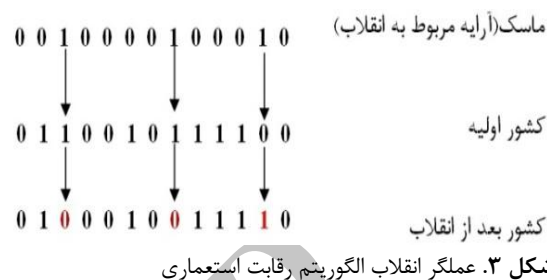 ماسک(آرایه مربوط به انقلاب)
0 0 1 0 0 0 0 1 0 0 0 1 0
کشور اولیه
0 1 1 0 0 1 0 1 1 1 1 0 0
کشور بعد از انقلاب
0 1 0 0 0 1 0 0 1 1 1 1 0
شکل ۳. عملگر انقلاب الگوریتم رقابت استعماری